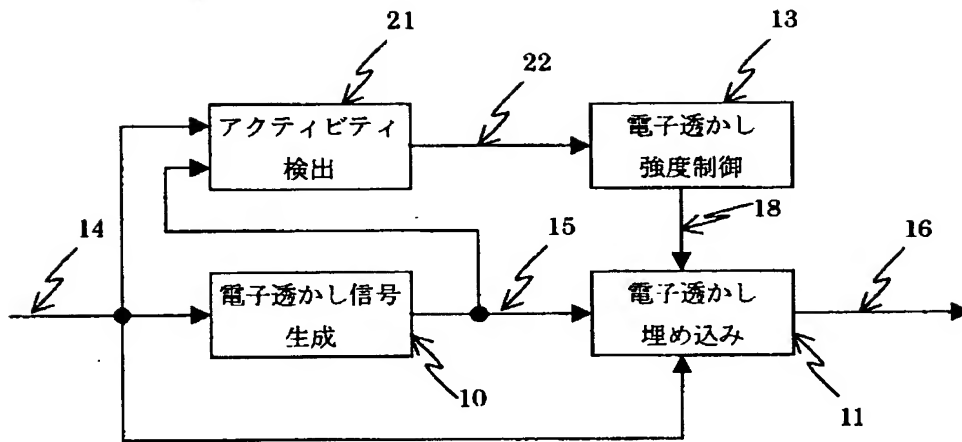 21
13
22
アクティビティ
検出
電子透かし
強度制御
14
15
18
16
電子透かし信号
生成
電子透かし
埋め込み
10
11